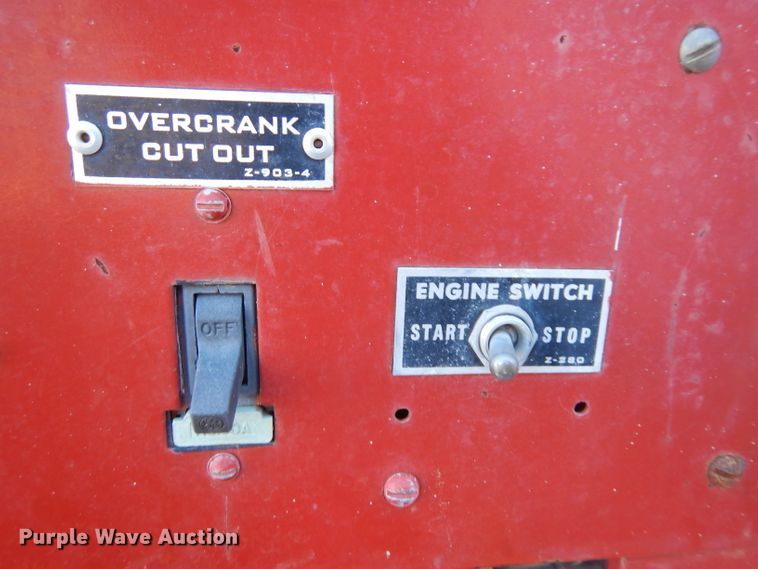 OVERCRANK
CUT OUT
Z-903-4
ENGINE SWITCH
START STOP
Z-280
OFF
Purple Wave Auction